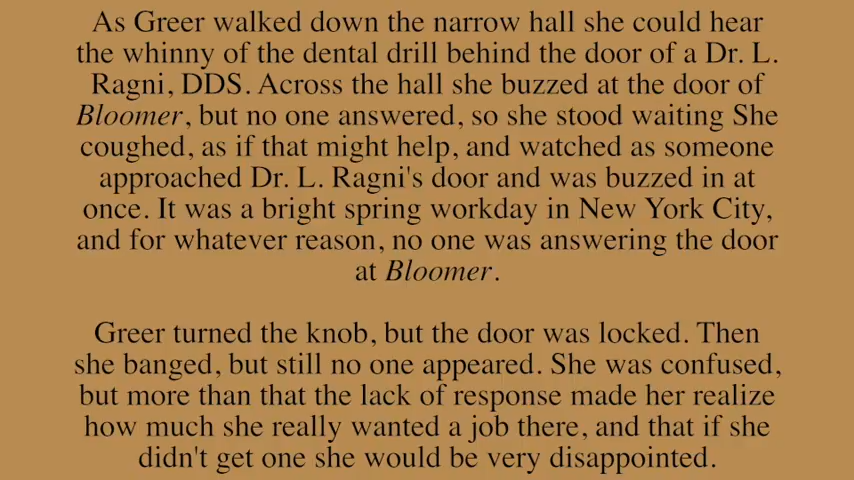 As Greer walked down the narrow hall she could hear
the whinny of the dental drill behind the door of a Dr. L.
Ragni, DDS. Across the hall she buzzed at the door of
Bloomer, but no one answered, so she stood waiting She
coughed, as if that might help, and watched as someone
approached Dr. L. Ragni's door and was buzzed in at
once. It was a bright spring workday in New York City,
and for whatever reason, no one was answering the door
at Bloomer.
Greer turned the knob, but the door was locked. Then
she banged, but still no one appeared. She was confused,
but more than that the lack of response made her realize
how much she really wanted a job there, and that if she
didn't get one she would be very disappointed.